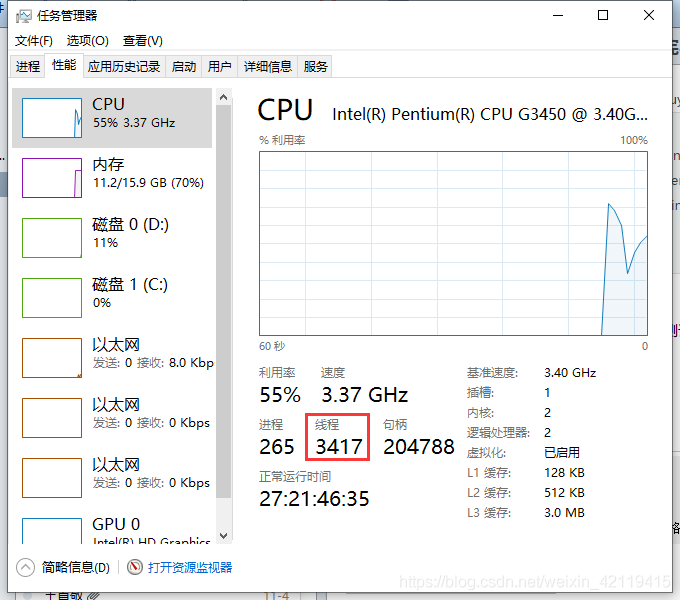 任务管理器
文件(F) 选项(O) 查看(V)
进程 性能 应用历史记录 启动 用户 详细信息 服务
CPU
55% 3.37 GHz
内存
11.2/15.9 GB (70%)
磁盘 0 (D:)
11%
磁盘 1 (C:)
0%
以太网
发送: 0 接收: 8.0 Kbp
以太网
发送: 0 接收: 0 Kbps
以太网
发送: 0 接收: 0 Kbps
GPU 0
Intel(R) HD Graphics
CPU Intel(R) Pentium(R) CPU G3450 @ 3.40G...
% 利用率 100%
60 秒 0
利用率 速度
55% 3.37 GHz
进程 线程 句柄
265 3417 204788
正常运行时间
27:21:46:35
基准速度: 3.40 GHz
插槽: 1
内核: 2
逻辑处理器: 2
虚拟化: 已启用
L1 缓存: 128 KB
L2 缓存: 512 KB
L3 缓存: 3.0 MB
简略信息(D) 打开资源监视器
https://blog.csdn.net/weixin_42119415
11-4